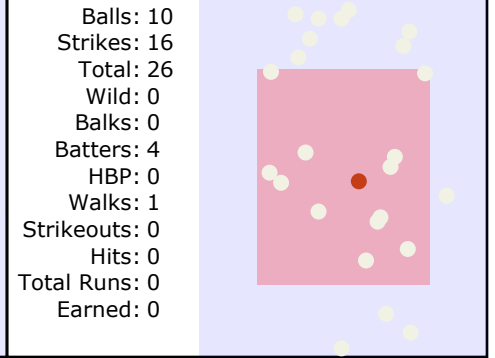 Balls: 10
Strikes: 16
Total: 26
Wild: 0
Balks: 0
Batters: 4
HBP: 0
Walks: 1
Strikeouts: 0
Hits: 0
Total Runs: 0
Earned: 0